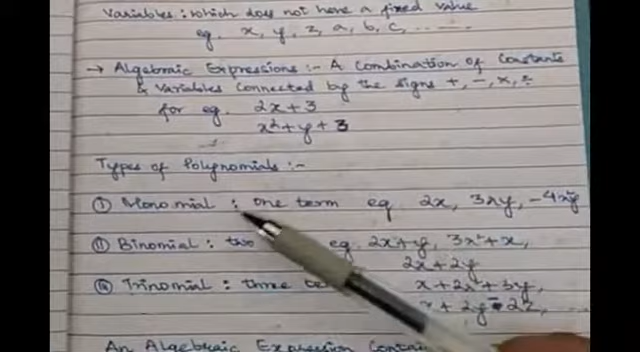 Variables : which does not have a fixed value
eg. x, y, z, a, b, c, .......
→ Algebraic Expressions :- A Combination of Constants
& Variables connected by the signs +, -, ×, ÷
for eg. 2x + 3
x² + y + 3
Types of Polynomials :-
① Monomial : one term eg. 2x, 3xy, -4xy
② Binomial : two eg. 2x+y, 3x²+x,
2x + 2y
③ Trinomial : three x + 2x² + 3y,
x + 2y - 2z, ....
An Algebraic Expression